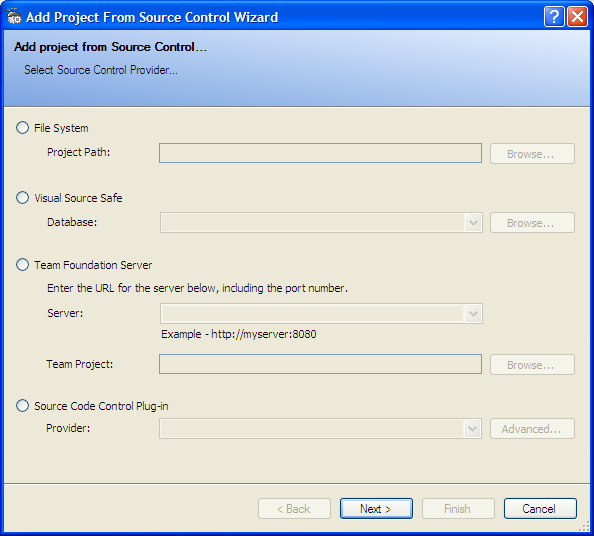 Add Project From Source Control Wizard
Add project from Source Control...
Select Source Control Provider...
File System
Project Path: Browse...
Visual Source Safe
Database: Browse...
Team Foundation Server
Enter the URL for the server below, including the port number.
Server:
Example - http://myserver:8080
Team Project: Browse...
Source Code Control Plug-in
Provider: Advanced...
< Back Next > Finish Cancel